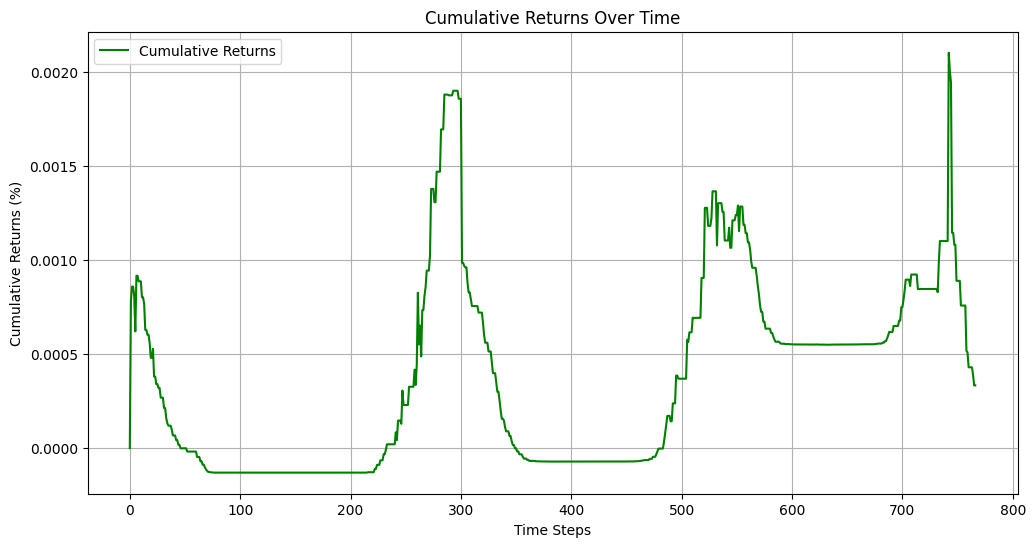 Cumulative Returns Over Time
Cumulative Returns
Cumulative Returns (%)
0.0020
0.0015
0.0010
0.0005
0.0000
0 100 200 300 400 500 600 700 800
Time Steps